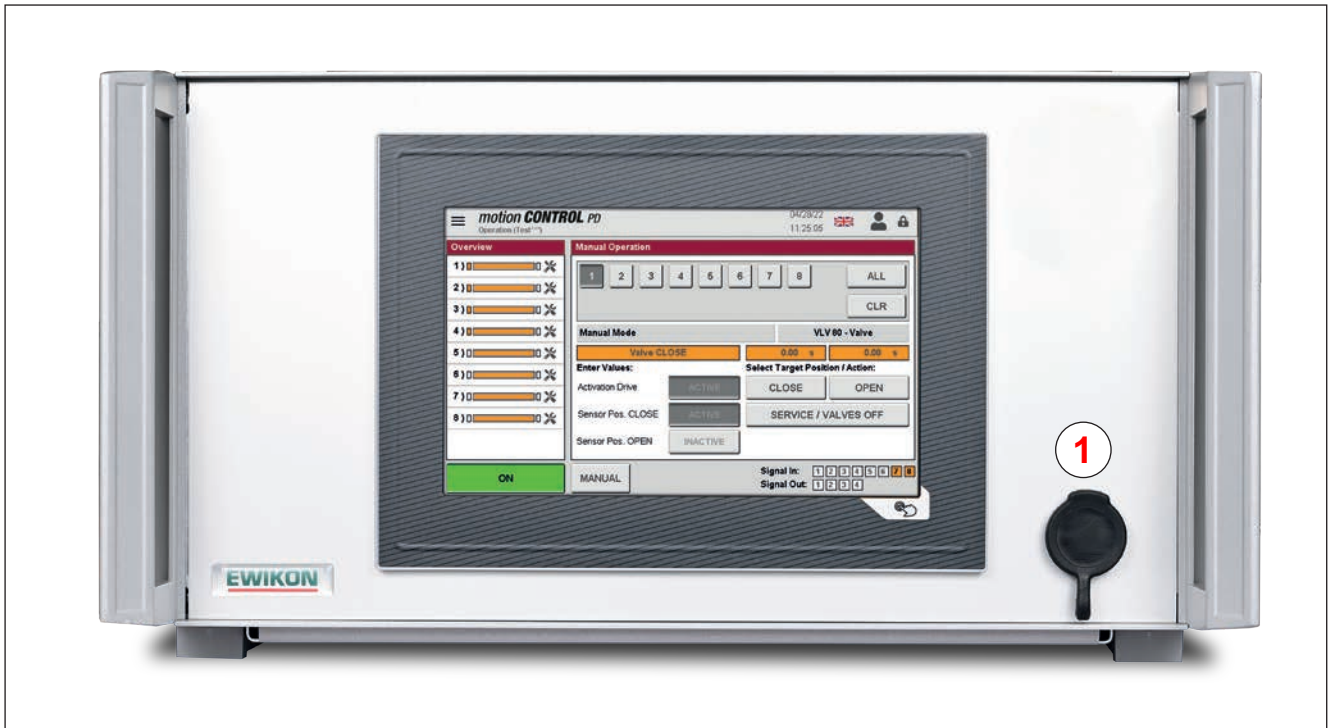 motion CONTROL PD
Operation (Test**)
04/28/22
11:25:05
Overview
1)
2)
3)
4)
5)
6)
7)
8)
Manual Operation
1 2 3 4 5 6 7 8 ALL
CLR
Manual Mode VLV 80 - Valve
Valve CLOSE 0.00 s 0.00 s
Enter Values: Select Target Position / Action:
Activation Drive ACTIVE CLOSE OPEN
Sensor Pos. CLOSE ACTIVE SERVICE / VALVES OFF
Sensor Pos. OPEN INACTIVE
ON MANUAL
Signal In: 1 2 3 4 5 6 7 8
Signal Out: 1 2 3 4
EWIKON
1